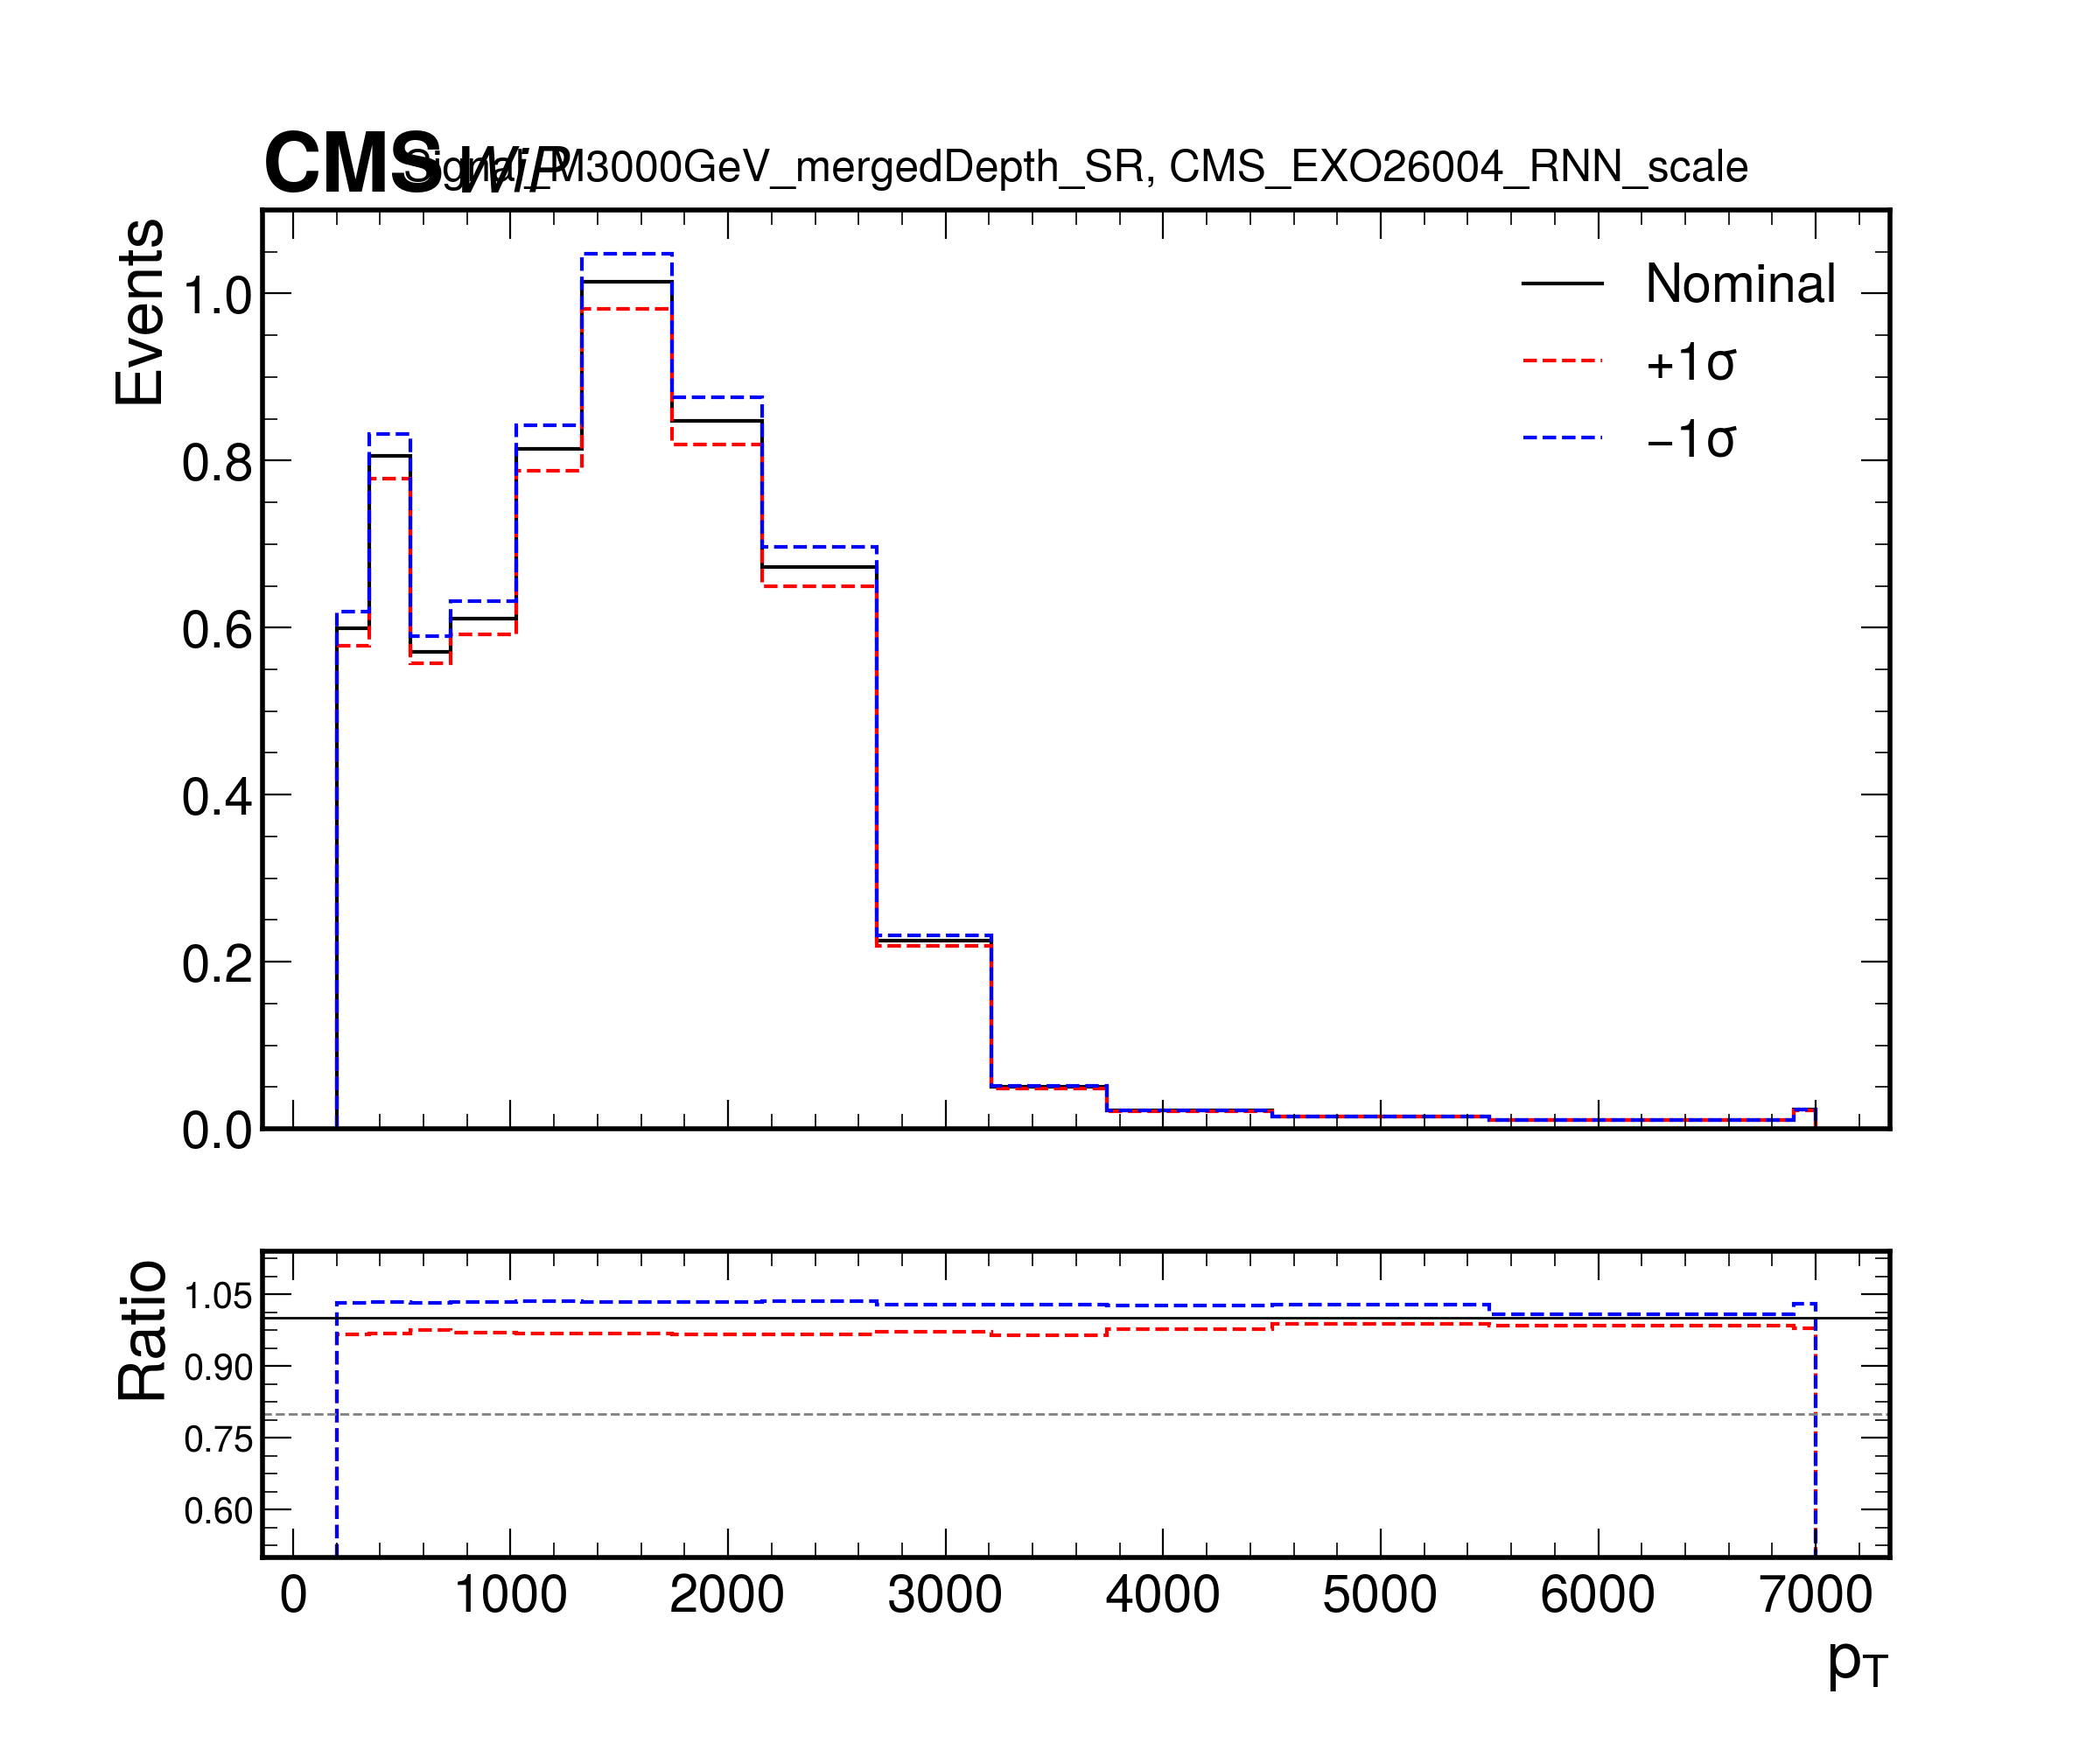 CMS WiP
Signal_M3000GeV_mergedDepth_SR, CMS_EXO26004_RNN_scale
Events
1.0
0.8
0.6
0.4
0.2
0.0
Nominal
+1σ
−1σ
Ratio
1.05
0.90
0.75
0.60
0 1000 2000 3000 4000 5000 6000 7000
pT